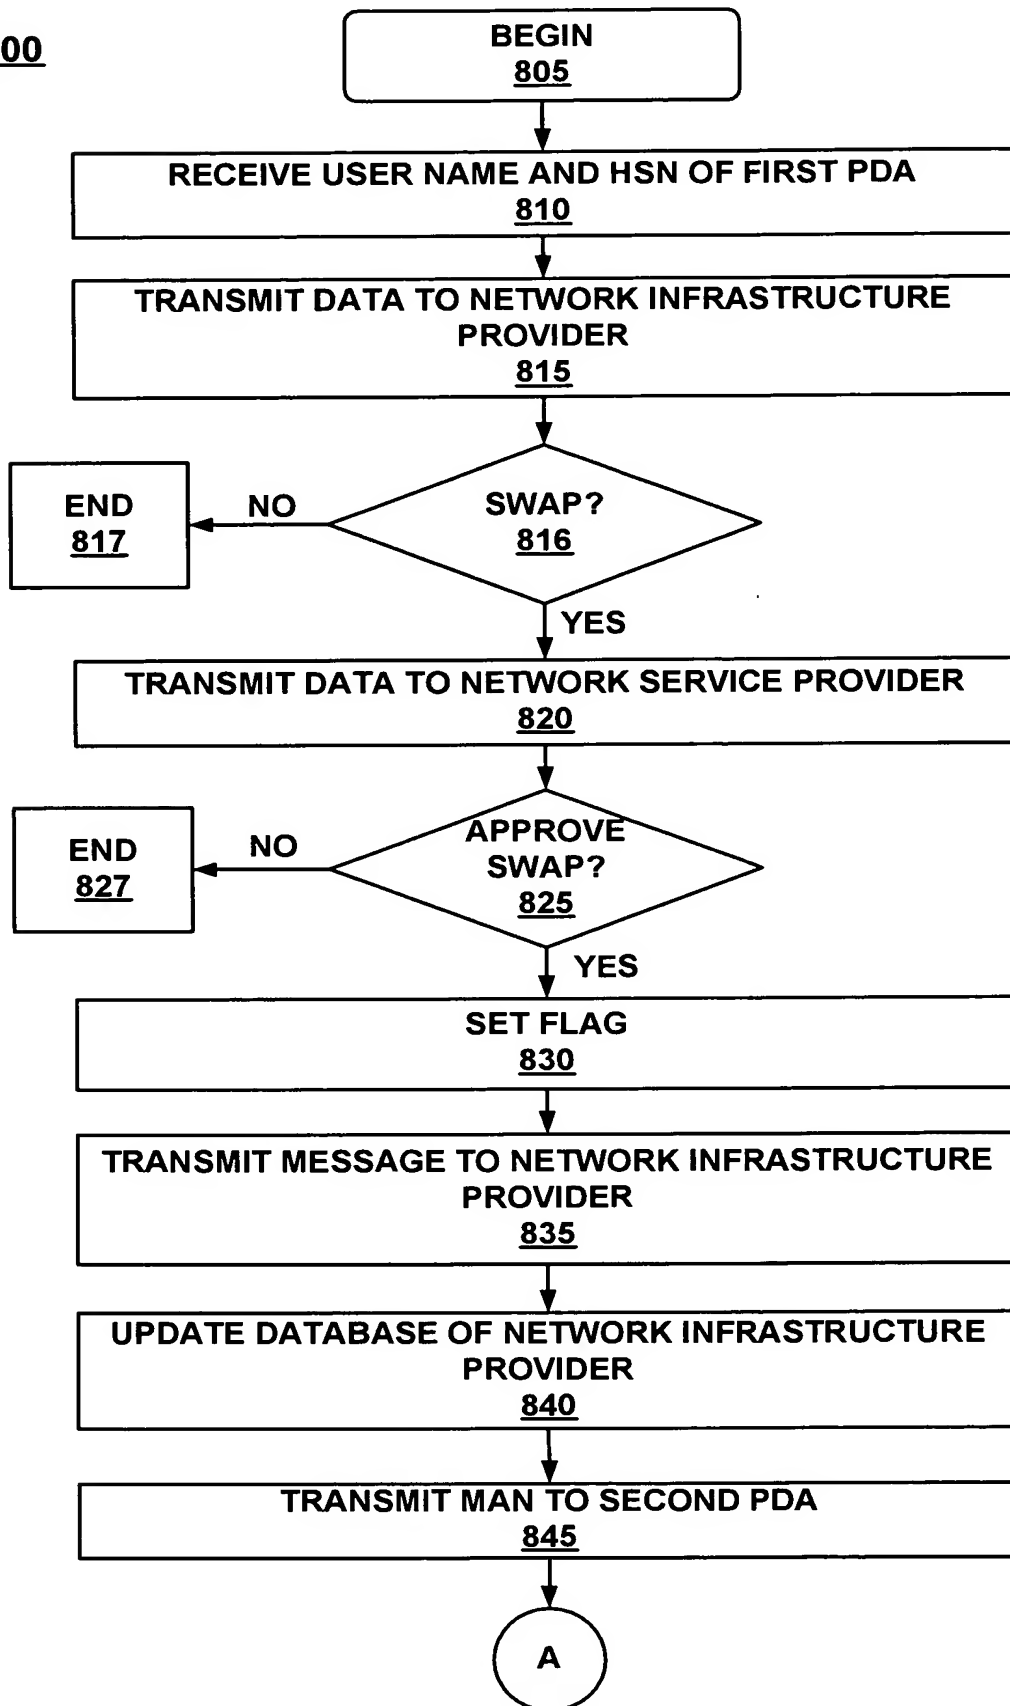 00
BEGIN
805
RECEIVE USER NAME AND HSN OF FIRST PDA
810
TRANSMIT DATA TO NETWORK INFRASTRUCTURE
PROVIDER
815
SWAP?
816
NO
END
817
YES
TRANSMIT DATA TO NETWORK SERVICE PROVIDER
820
APPROVE
SWAP?
825
NO
END
827
YES
SET FLAG
830
TRANSMIT MESSAGE TO NETWORK INFRASTRUCTURE
PROVIDER
835
UPDATE DATABASE OF NETWORK INFRASTRUCTURE
PROVIDER
840
TRANSMIT MAN TO SECOND PDA
845
A